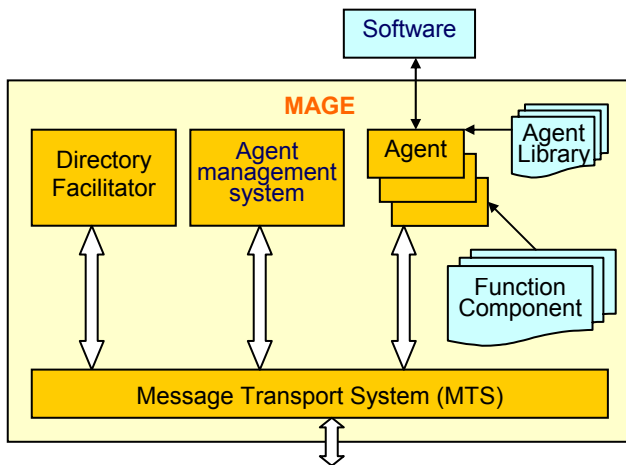 Software
MAGE
Directory
Facilitator
Agent
management
system
Agent
Agent
Library
Function
Component
Message Transport System (MTS)